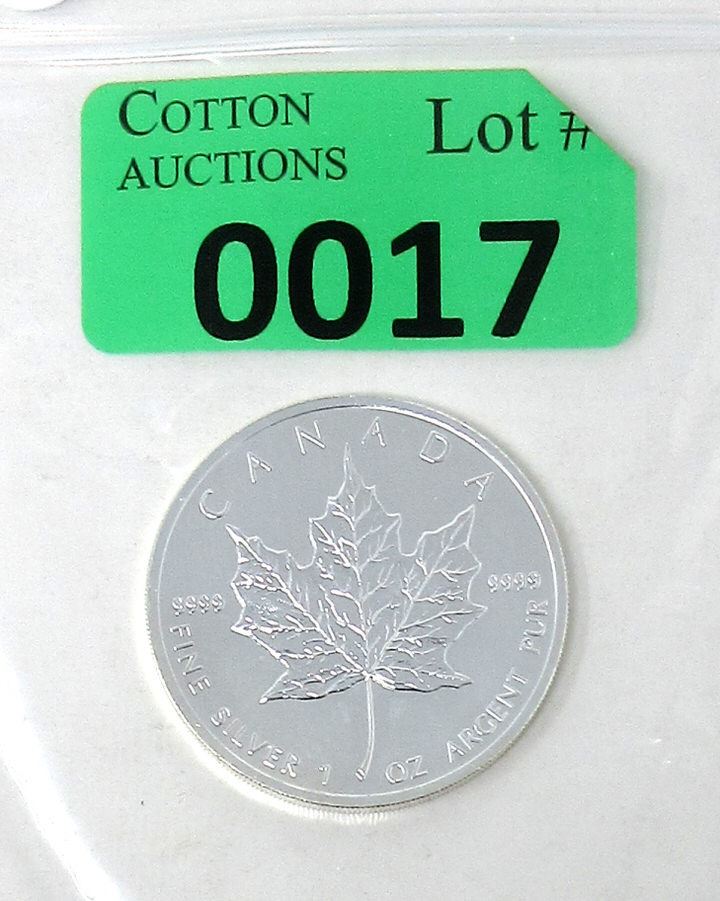 COTTON
AUCTIONS
Lot #
0017
CANADA
9999
9999
FINE SILVER 1 OZ ARGENT PUR